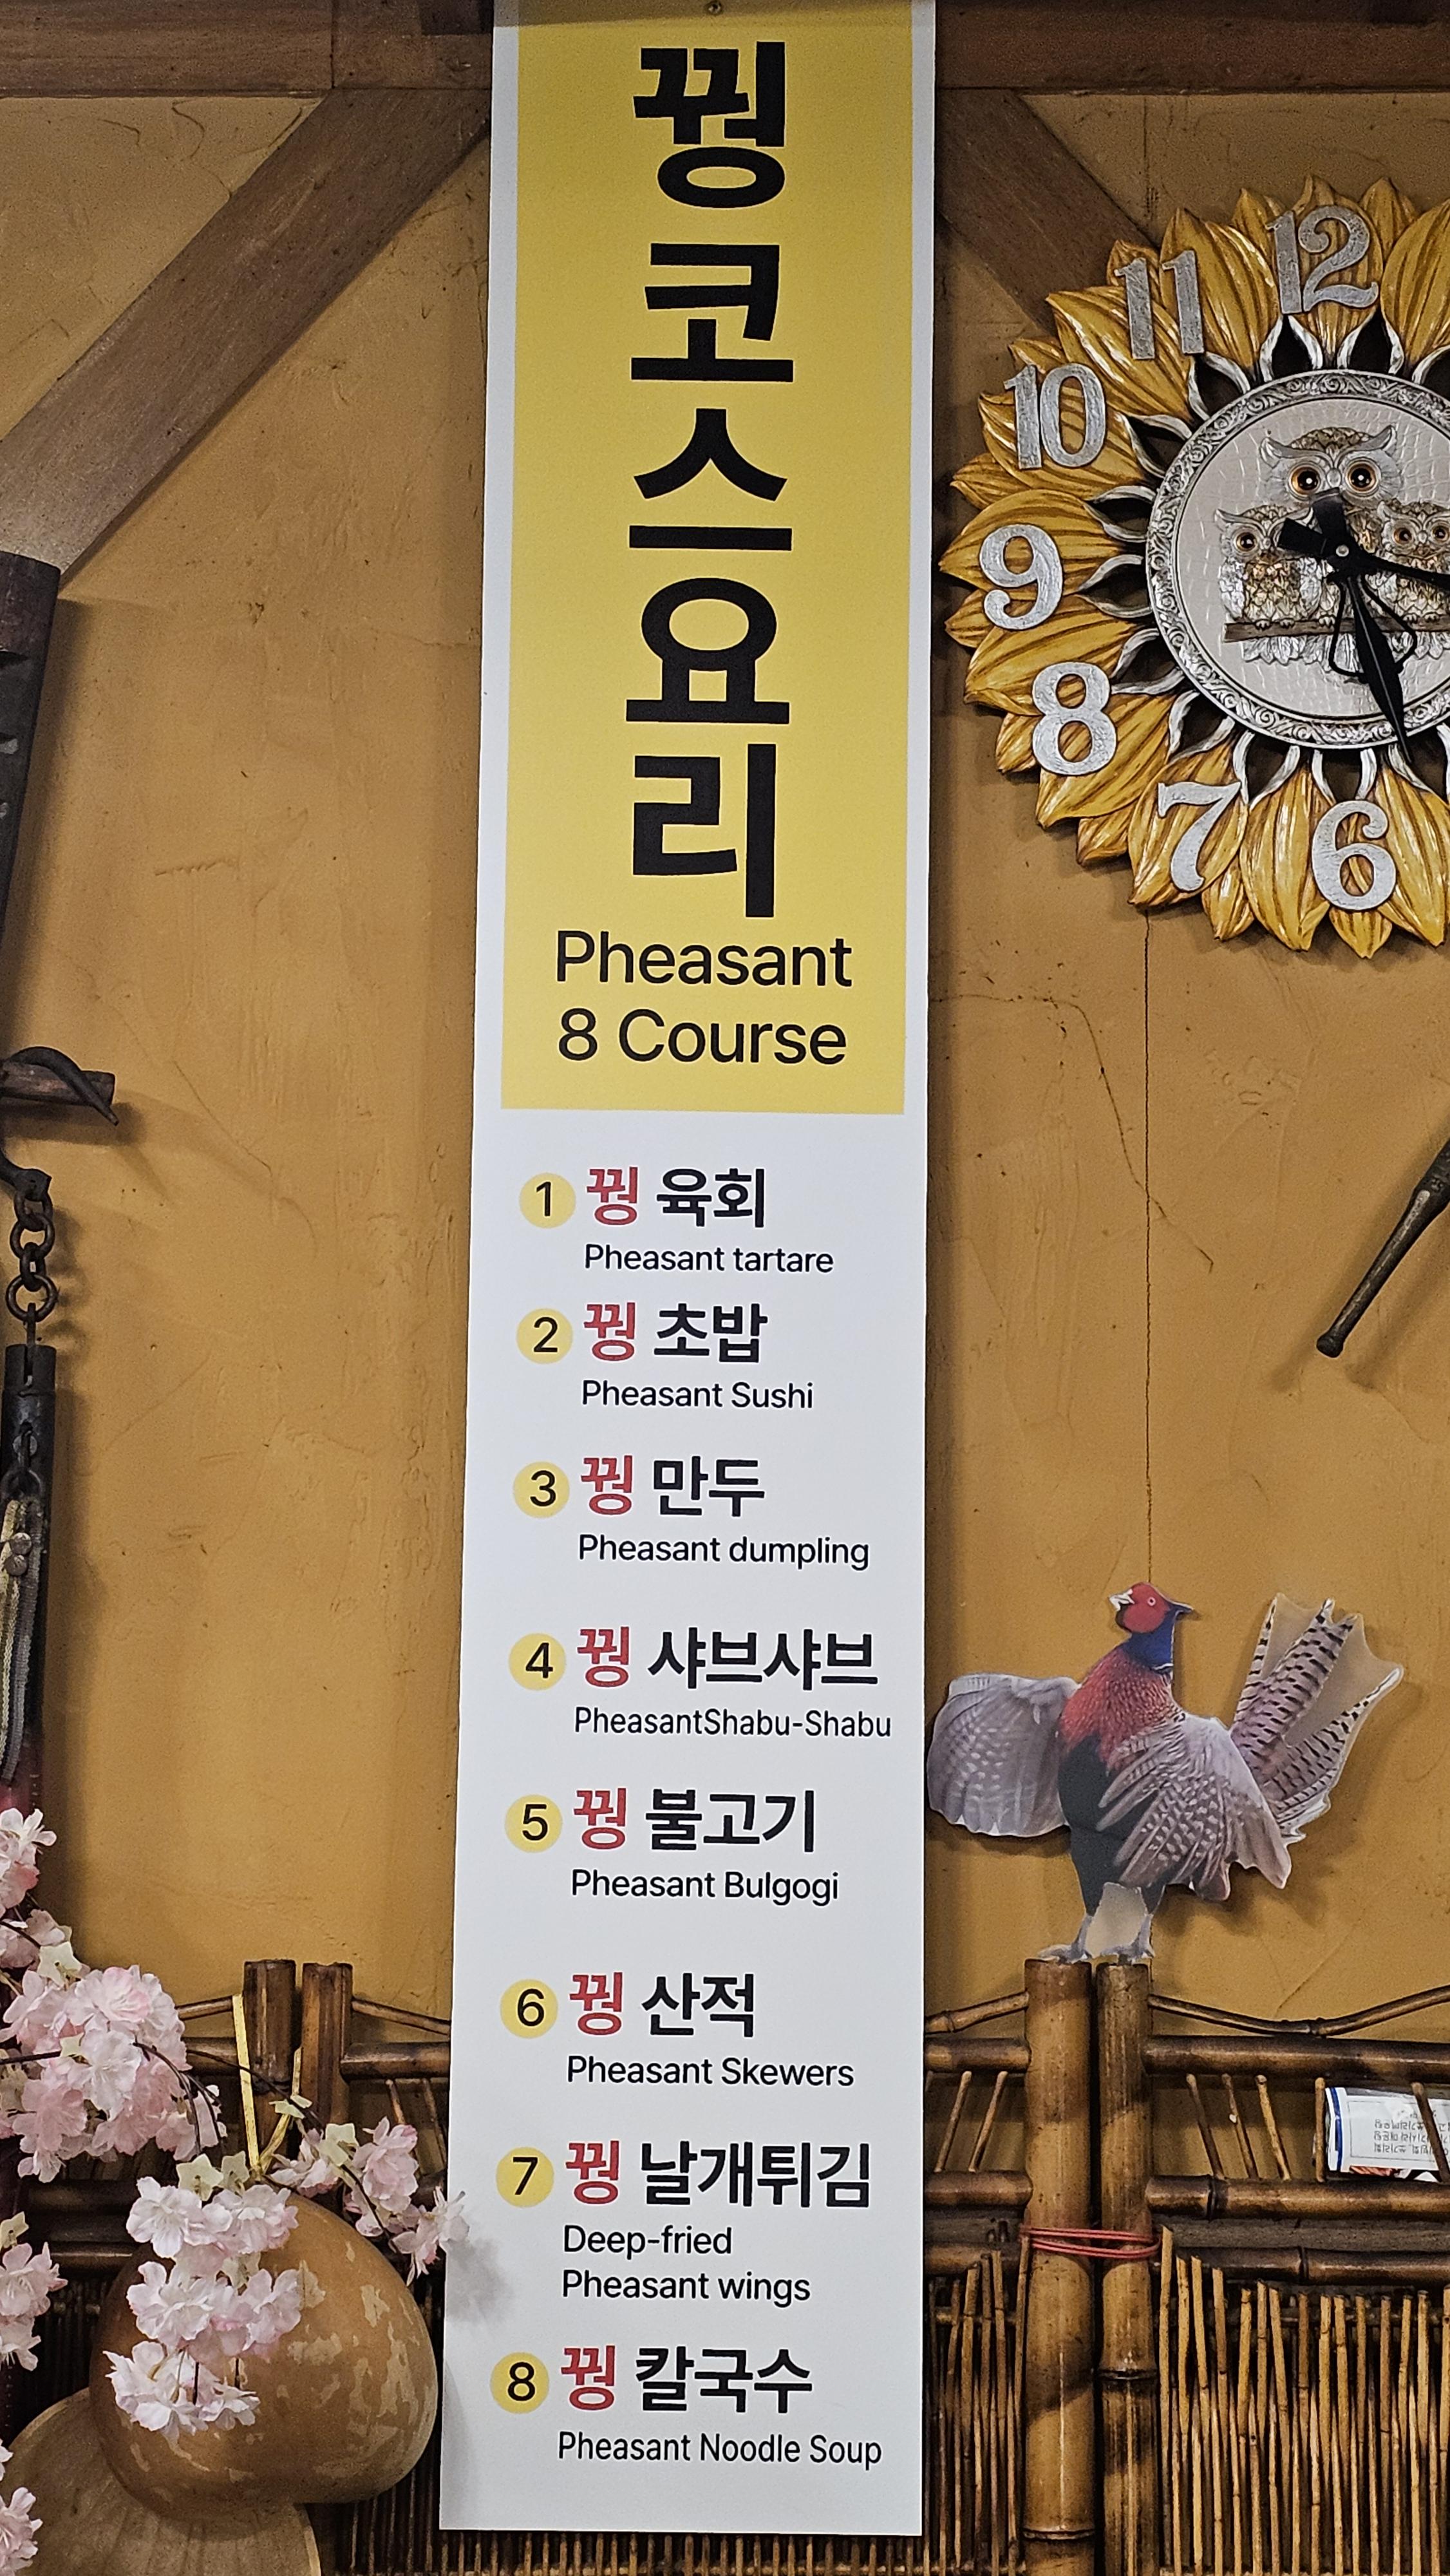 꿩
코
스
요
리
Pheasant
8 Course
1 꿩 육회
Pheasant tartare
2 꿩 초밥
Pheasant Sushi
3 꿩 만두
Pheasant dumpling
4 꿩 샤브샤브
PheasantShabu-Shabu
5 꿩 불고기
Pheasant Bulgogi
6 꿩 산적
Pheasant Skewers
7 꿩 날개튀김
Deep-fried
Pheasant wings
8 꿩 칼국수
Pheasant Noodle Soup
12
11
10
9
8
7
6